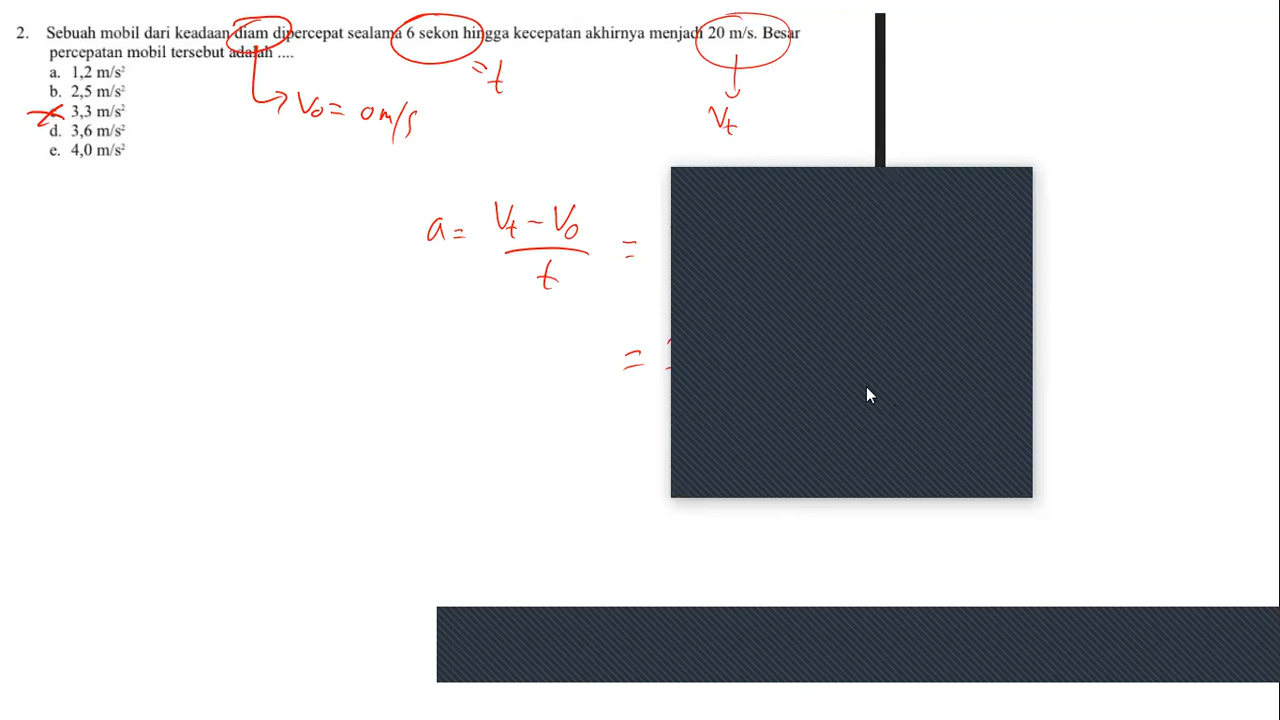 2. Sebuah mobil dari keadaan diam dipercepat sealama 6 sekon hingga kecepatan akhirnya menjadi 20 m/s. Besar
percepatan mobil tersebut adalah ....
a. 1,2 m/s²
b. 2,5 m/s²
3,3 m/s²
d. 3,6 m/s²
e. 4,0 m/s²
= t
V₀ = 0 m/s
Vt
a = Vt - V₀ =
t
=